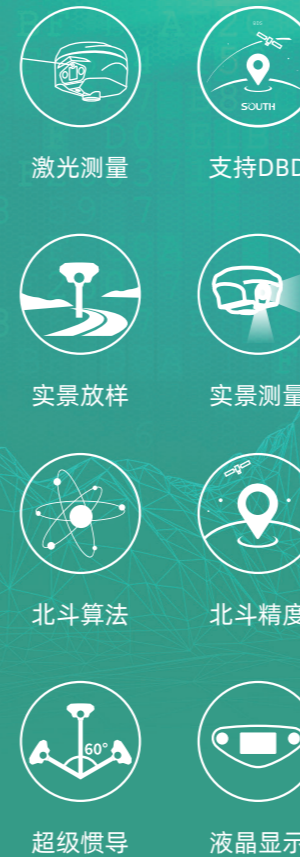 SOUTH
激光测量
支持DBD
实景放样
实景测量
北斗算法
北斗精度
60°
超级惯导
液晶显示